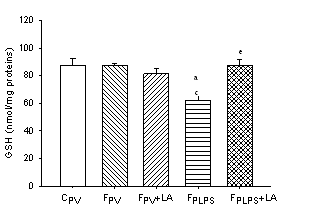 120
100
80
60
40
20
0
GSH (nmol/mg proteins)
a
c
e
CPV FPV FPV+LA FPLPS FPLPS+LA